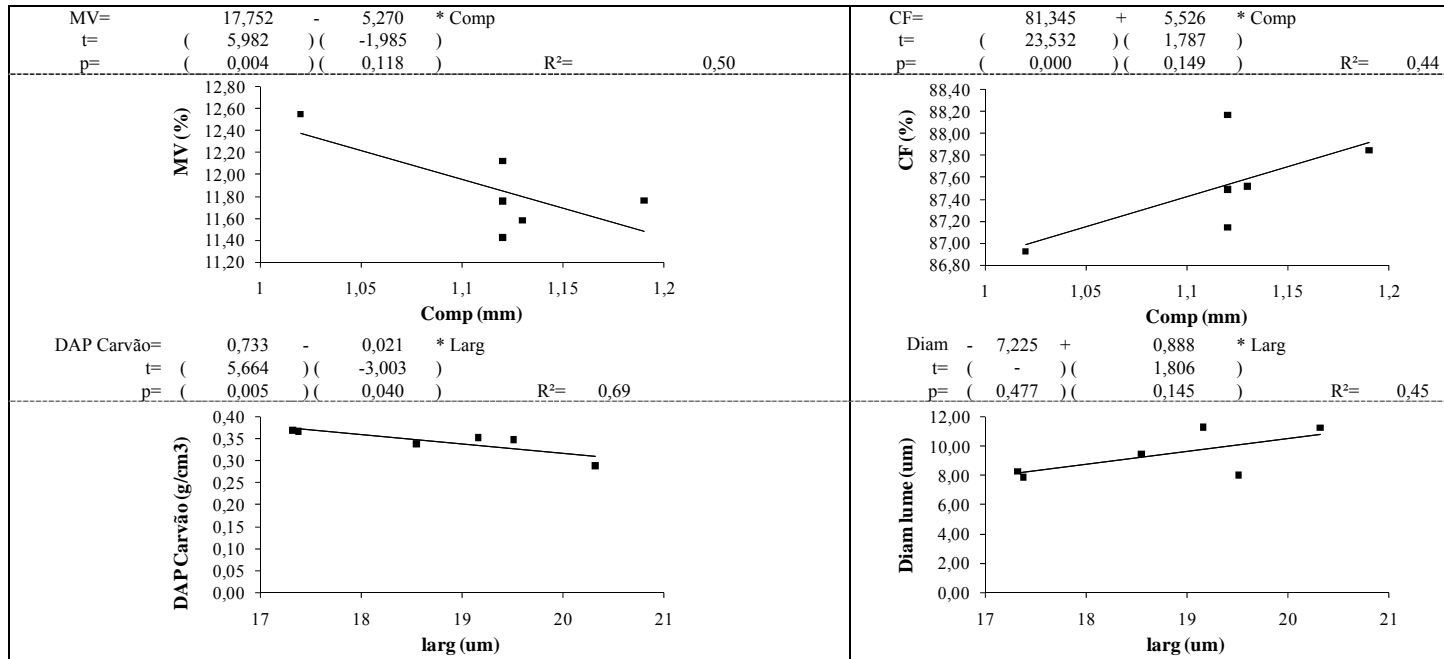 MV= 17,752 - 5,270 * Comp
t= ( 5,982 ) ( -1,985 )
p= ( 0,004 ) ( 0,118 ) R²= 0,50
12,80
12,60
12,40
12,20
12,00
11,80
11,60
11,40
11,20
MV (%)
1 1,05 1,1 1,15 1,2
Comp (mm)
CF= 81,345 + 5,526 * Comp
t= ( 23,532 ) ( 1,787 )
p= ( 0,000 ) ( 0,149 ) R²= 0,44
88,40
88,20
88,00
87,80
87,60
87,40
87,20
87,00
86,80
CF (%)
1 1,05 1,1 1,15 1,2
Comp (mm)
DAP Carvão= 0,733 - 0,021 * Larg
t= ( 5,664 ) ( -3,003 )
p= ( 0,005 ) ( 0,040 ) R²= 0,69
0,40
0,35
0,30
0,25
0,20
0,15
0,10
0,05
0,00
DAP Carvão (g/cm3)
17 18 19 20 21
larg (um)
Diam - 7,225 + 0,888 * Larg
t= ( - ) ( 1,806 )
p= ( 0,477 ) ( 0,145 ) R²= 0,45
12,00
10,00
8,00
6,00
4,00
2,00
0,00
Diam lume (um)
17 18 19 20 21
larg (um)